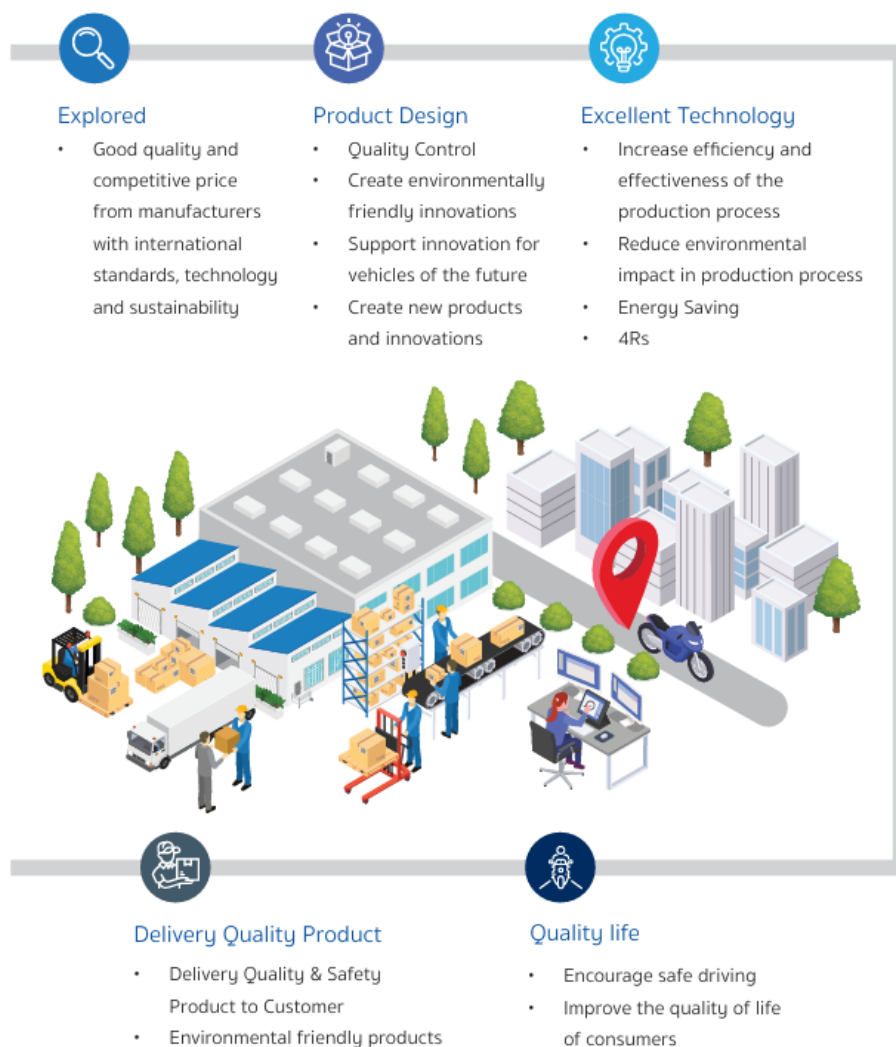 Explored
• Good quality and
competitive price
from manufacturers
with international
standards, technology
and sustainability
Product Design
• Quality Control
• Create environmentally
friendly innovations
• Support innovation for
vehicles of the future
• Create new products
and innovations
Excellent Technology
• Increase efficiency and
effectiveness of the
production process
• Reduce environmental
impact in production process
• Energy Saving
• 4Rs
Delivery Quality Product
• Delivery Quality & Safety
Product to Customer
• Environmental friendly products
Quality life
• Encourage safe driving
• Improve the quality of life
of consumers